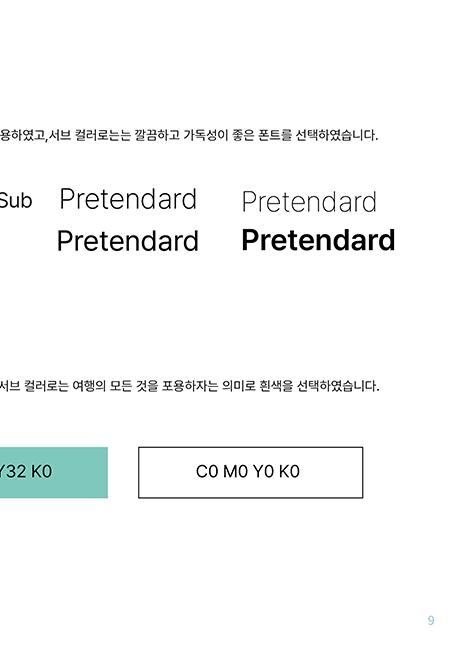 용하였고,서브 컬러로는는 깔끔하고 가독성이 좋은 폰트를 선택하였습니다.
Sub Pretendard Pretendard
Pretendard Pretendard
서브 컬러로는 여행의 모든 것을 포용하자는 의미로 흰색을 선택하였습니다.
Y32 K0 C0 M0 Y0 K0
9